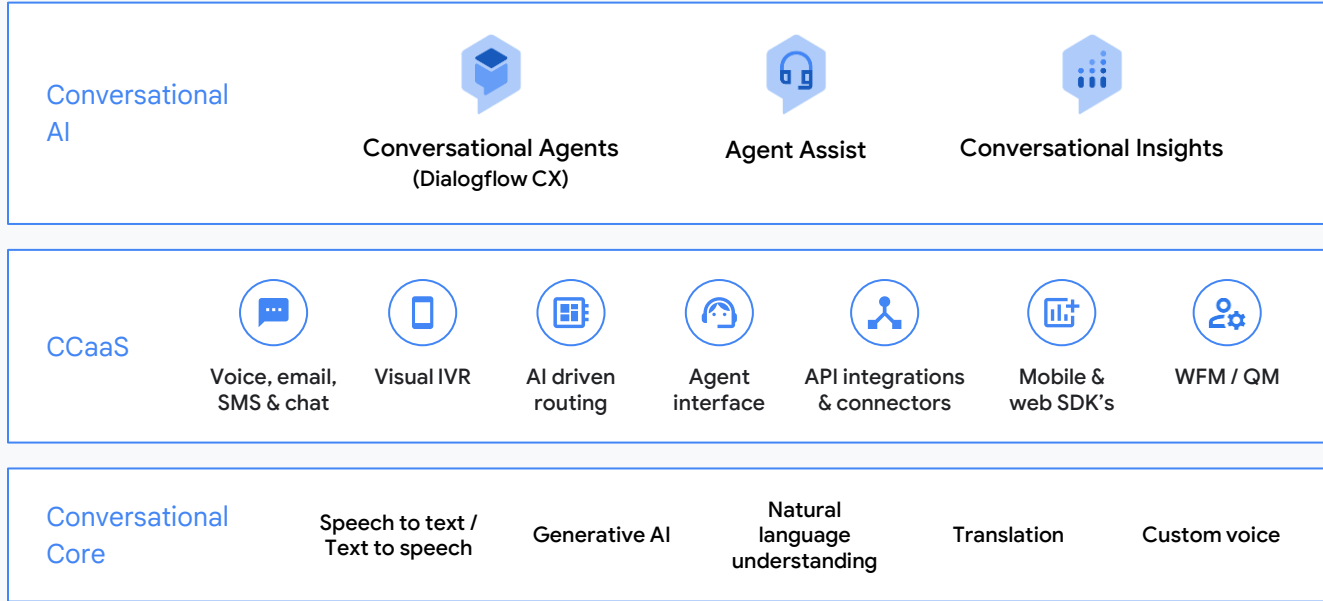 Conversational
AI
Conversational Agents
(Dialogflow CX)
Agent Assist
Conversational Insights
CCaaS
Voice, email,
SMS & chat
Visual IVR
AI driven
routing
Agent
interface
API integrations
& connectors
Mobile &
web SDK's
WFM / QM
Conversational
Core
Speech to text /
Text to speech
Generative AI
Natural
language
understanding
Translation
Custom voice